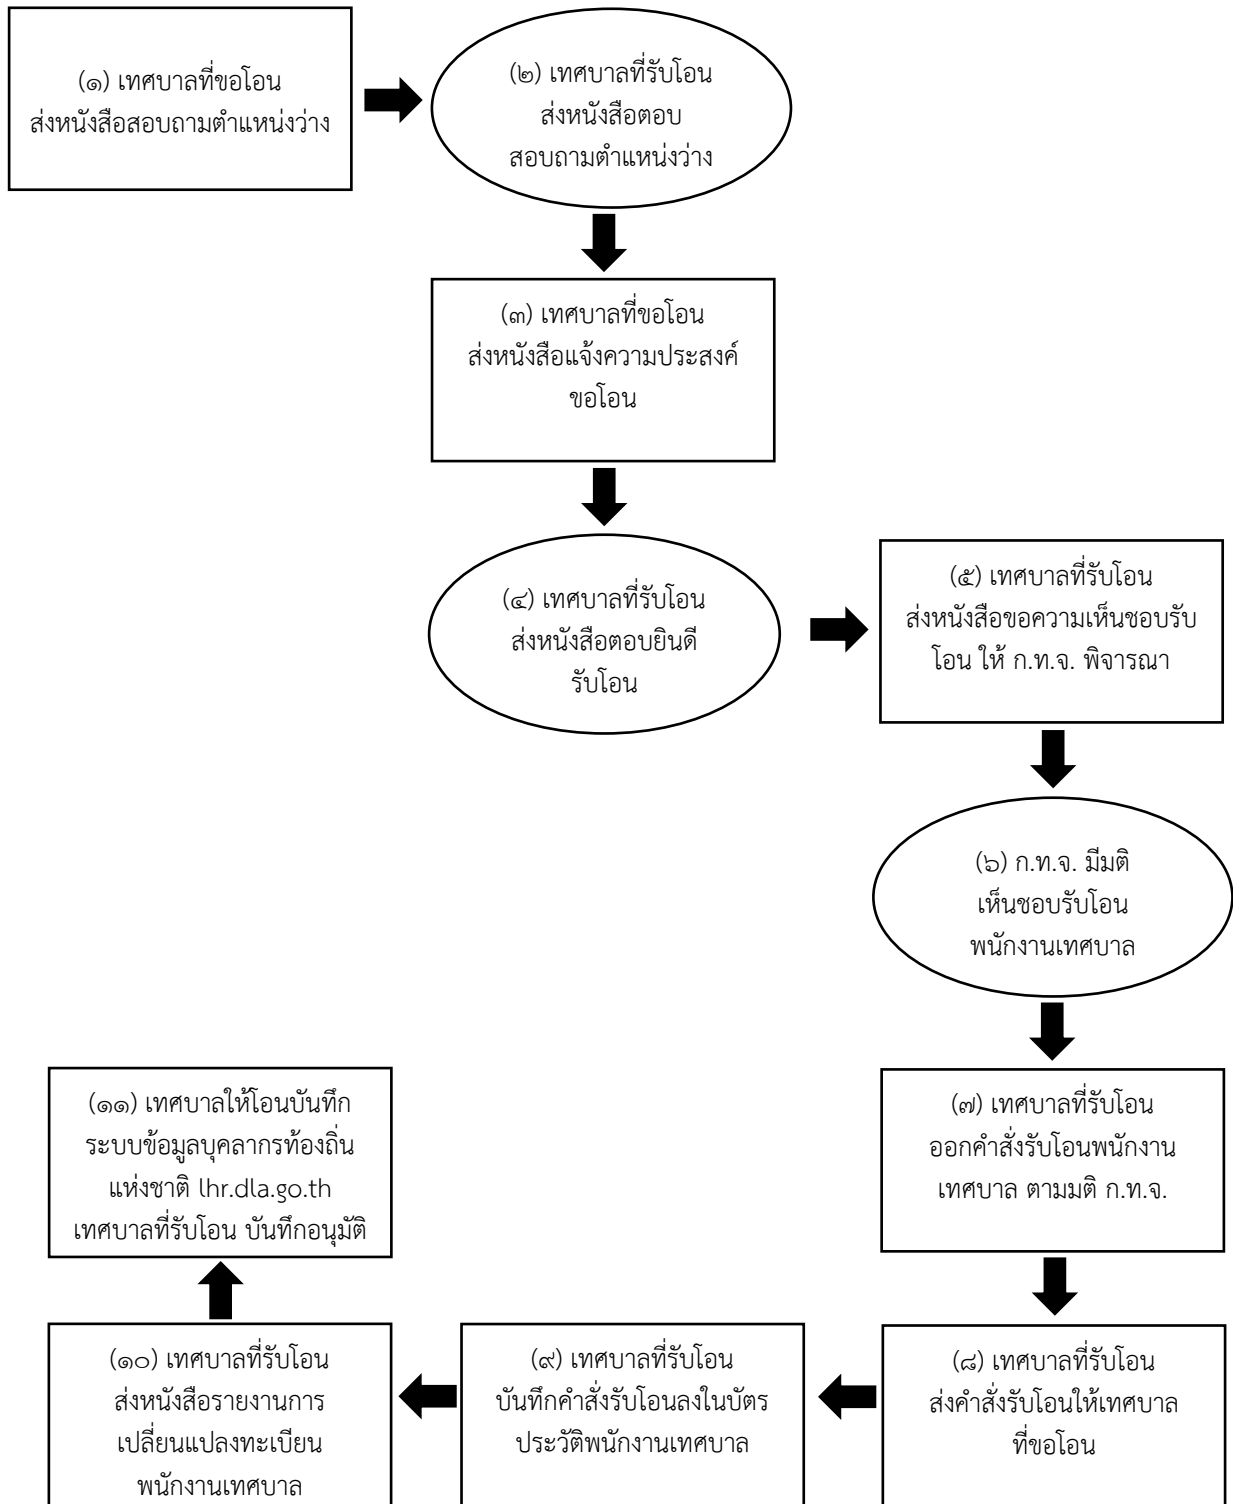 (๑) เทศบาลที่ขอโอน
ส่งหนังสือสอบถามตำแหน่งว่าง
(๒) เทศบาลที่รับโอน
ส่งหนังสือตอบ
สอบถามตำแหน่งว่าง
(๓) เทศบาลที่ขอโอน
ส่งหนังสือแจ้งความประสงค์
ขอโอน
(๔) เทศบาลที่รับโอน
ส่งหนังสือตอบยินดี
รับโอน
(๕) เทศบาลที่รับโอน
ส่งหนังสือขอความเห็นชอบรับ
โอน ให้ ก.ท.จ. พิจารณา
(๖) ก.ท.จ. มีมติ
เห็นชอบรับโอน
พนักงานเทศบาล
(๗) เทศบาลที่รับโอน
ออกคำสั่งรับโอนพนักงาน
เทศบาล ตามมติ ก.ท.จ.
(๘) เทศบาลที่รับโอน
ส่งคำสั่งรับโอนให้เทศบาล
ที่ขอโอน
(๙) เทศบาลที่รับโอน
บันทึกคำสั่งรับโอนลงในบัตร
ประวัติพนักงานเทศบาล
(๑๐) เทศบาลที่รับโอน
ส่งหนังสือรายงานการ
เปลี่ยนแปลงทะเบียน
พนักงานเทศบาล
(๑๑) เทศบาลให้โอนบันทึก
ระบบข้อมูลบุคลากรท้องถิ่น
แห่งชาติ lhr.dla.go.th
เทศบาลที่รับโอน บันทึกอนุมัติ